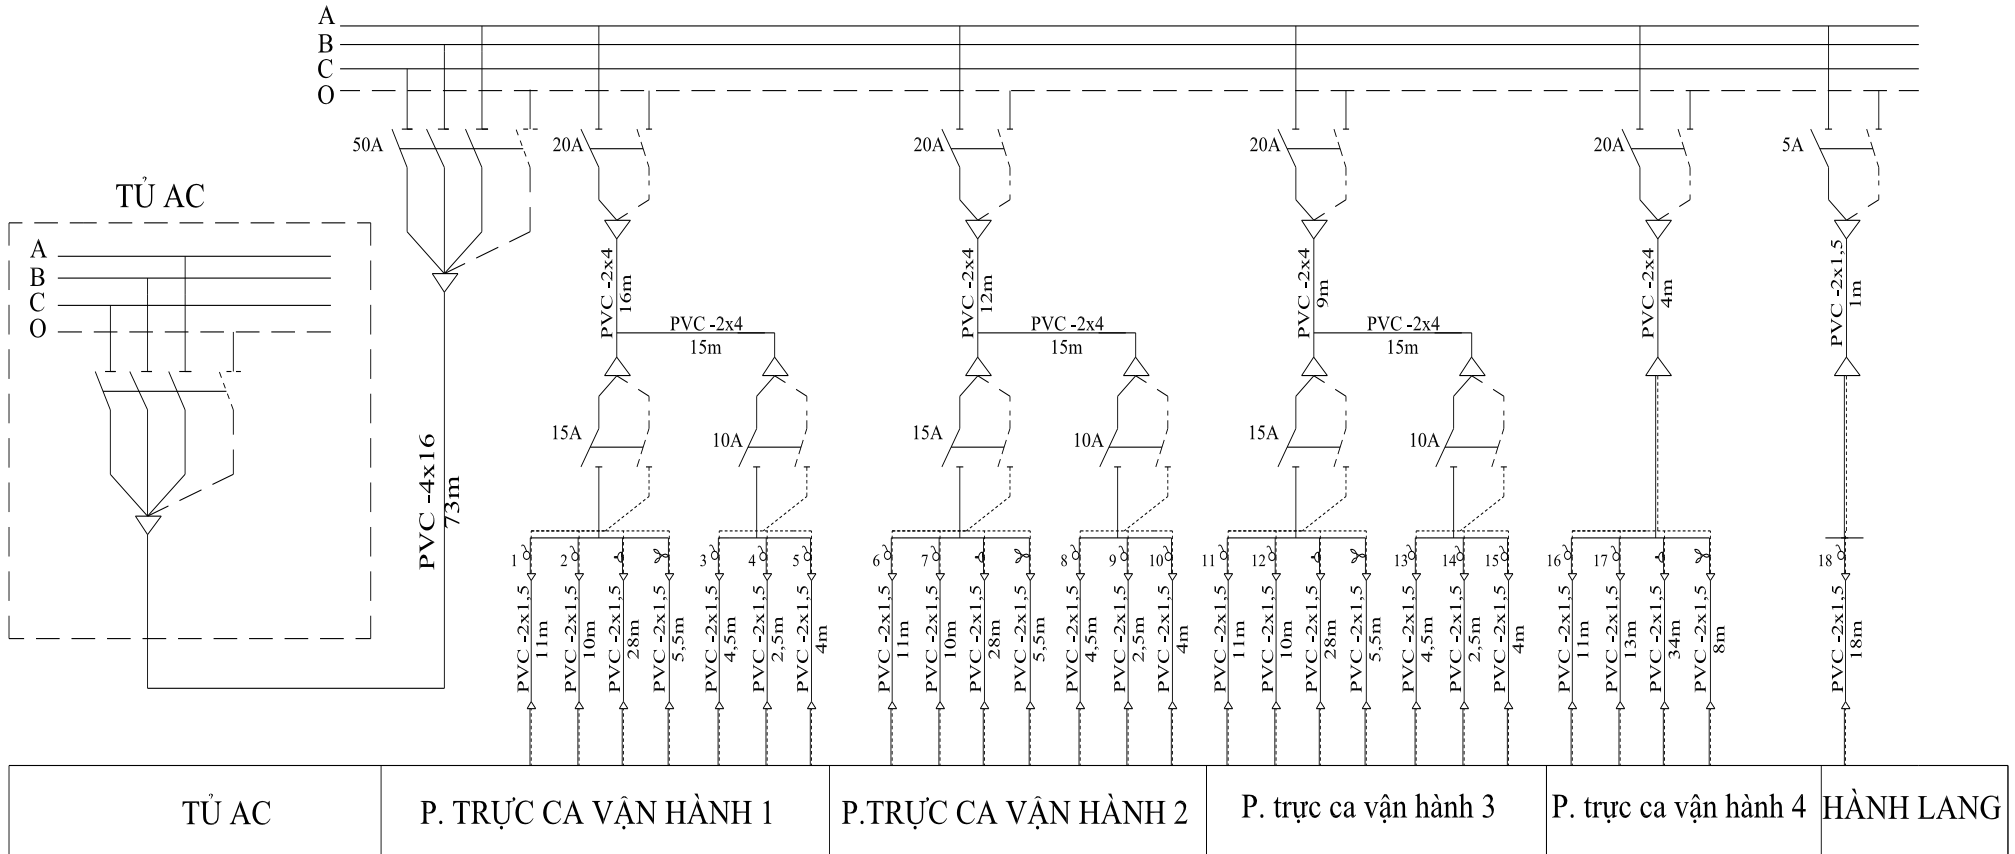 A
B
C
O
50A
20A
20A
20A
20A
5A
TỦ AC
A
B
C
O
PVC -4x16
73m
PVC -2x4
16m
PVC -2x4
15m
PVC -2x4
12m
PVC -2x4
15m
PVC -2x4
9m
PVC -2x4
15m
PVC -2x4
4m
PVC -2x1,5
1m
15A
10A
15A
10A
15A
10A
1
2
3
4
5
6
7
8
9
10
11
12
13
14
15
16
17
18
PVC -2x1,5
11m
PVC -2x1,5
10m
PVC -2x1,5
28m
PVC -2x1,5
5,5m
PVC -2x1,5
4,5m
PVC -2x1,5
2,5m
PVC -2x1,5
4m
PVC -2x1,5
11m
PVC -2x1,5
10m
PVC -2x1,5
28m
PVC -2x1,5
5,5m
PVC -2x1,5
4,5m
PVC -2x1,5
2,5m
PVC -2x1,5
4m
PVC -2x1,5
11m
PVC -2x1,5
10m
PVC -2x1,5
28m
PVC -2x1,5
5,5m
PVC -2x1,5
4,5m
PVC -2x1,5
2,5m
PVC -2x1,5
4m
PVC -2x1,5
11m
PVC -2x1,5
13m
PVC -2x1,5
34m
PVC -2x1,5
8m
PVC -2x1,5
18m
TỦ AC
P. TRỰC CA VẬN HÀNH 1
P.TRỰC CA VẬN HÀNH 2
P. trực ca vận hành 3
P. trực ca vận hành 4
HÀNH LANG